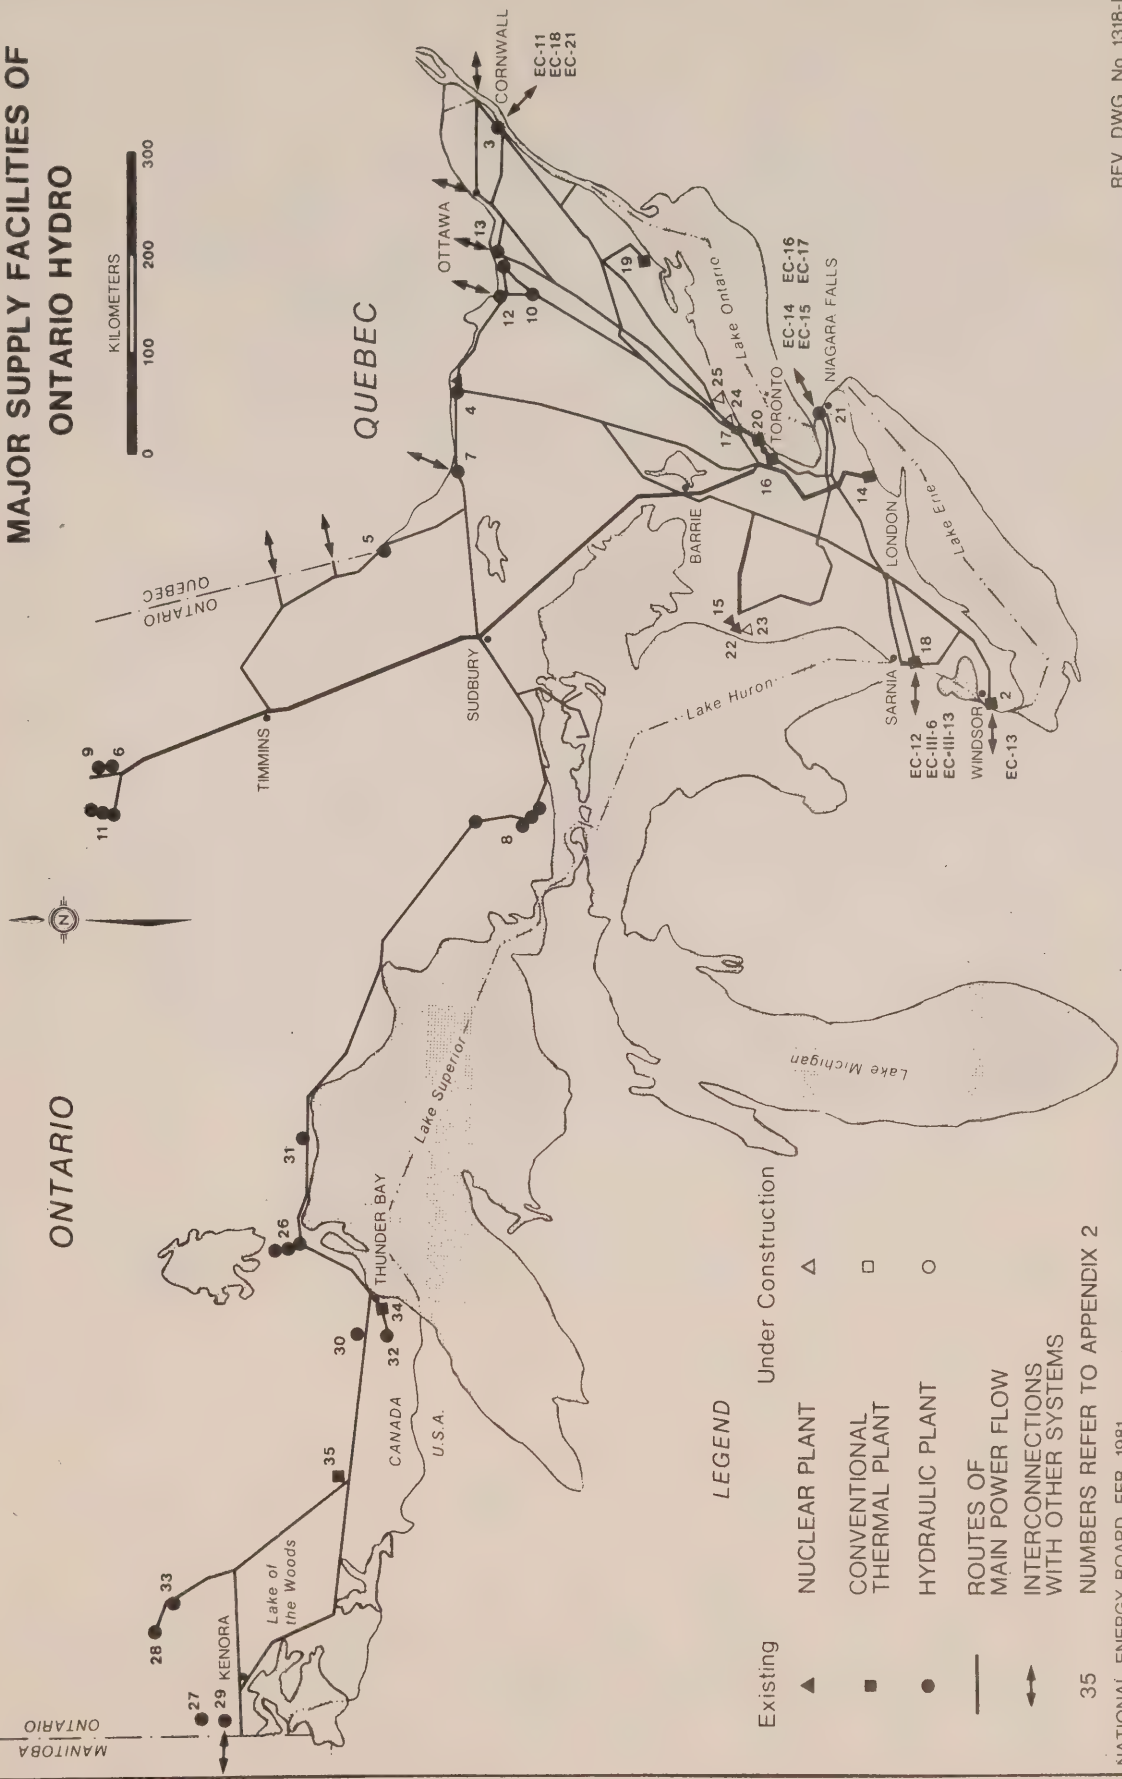 MAJOR SUPPLY FACILITIES OF
ONTARIO HYDRO
KILOMETERS
0 100 200 300
ONTARIO
QUEBEC
QUEBEC
ONTARIO
MANITOBA
ONTARIO
N
27
29
KENORA
28
33
Lake of
the Woods
35
CANADA
U.S.A.
30
32
34
THUNDER BAY
26
31
Lake Superior
Lake Michigan
11
9
6
TIMMINS
8
SUDBURY
5
7
4
12
10
OTTAWA
13
3
CORNWALL
EC-11
EC-18
EC-21
19
Lake Ontario
25
24
17
20
TORONTO
16
BARRIE
15
22
23
Lake Huron
EC-14 EC-16
EC-15 EC-17
NIAGARA FALLS
21
14
LONDON
Lake Erie
SARNIA
18
EC-12
EC-III-6
EC-III-13
WINDSOR
2
EC-13
LEGEND
Existing Under Construction
NUCLEAR PLANT
CONVENTIONAL
THERMAL PLANT
HYDRAULIC PLANT
ROUTES OF
MAIN POWER FLOW
INTERCONNECTIONS
WITH OTHER SYSTEMS
35 NUMBERS REFER TO APPENDIX 2
NATIONAL ENERGY BOARD FEB. 1981
REV. DWG. No. 1318-